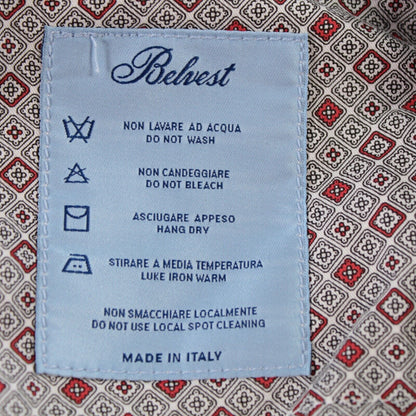 Belvest
NON LAVARE AD ACQUA
DO NOT WASH
NON CANDEGGIARE
DO NOT BLEACH
ASCIUGARE APPESO
HANG DRY
STIRARE A MEDIA TEMPERATURA
LUKE IRON WARM
NON SMACCHIARE LOCALMENTE
DO NOT USE LOCAL SPOT CLEANING
MADE IN ITALY